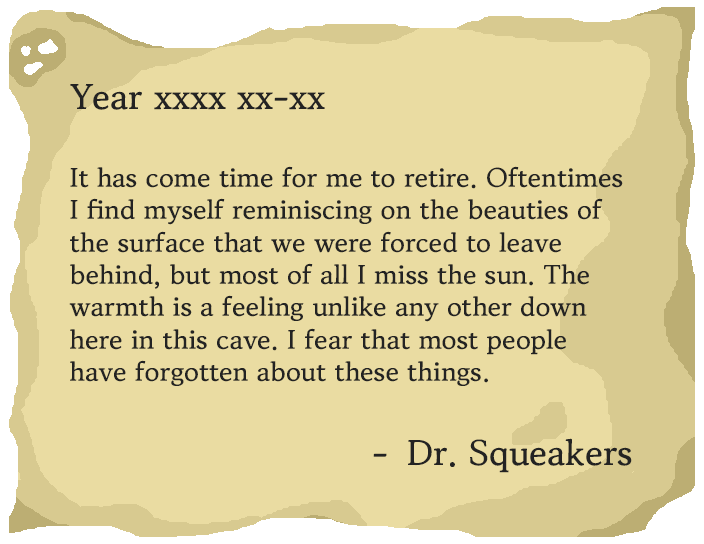 Year xxxx xx-xx
It has come time for me to retire. Oftentimes
I find myself reminiscing on the beauties of
the surface that we were forced to leave
behind, but most of all I miss the sun. The
warmth is a feeling unlike any other down
here in this cave. I fear that most people
have forgotten about these things.
- Dr. Squeakers